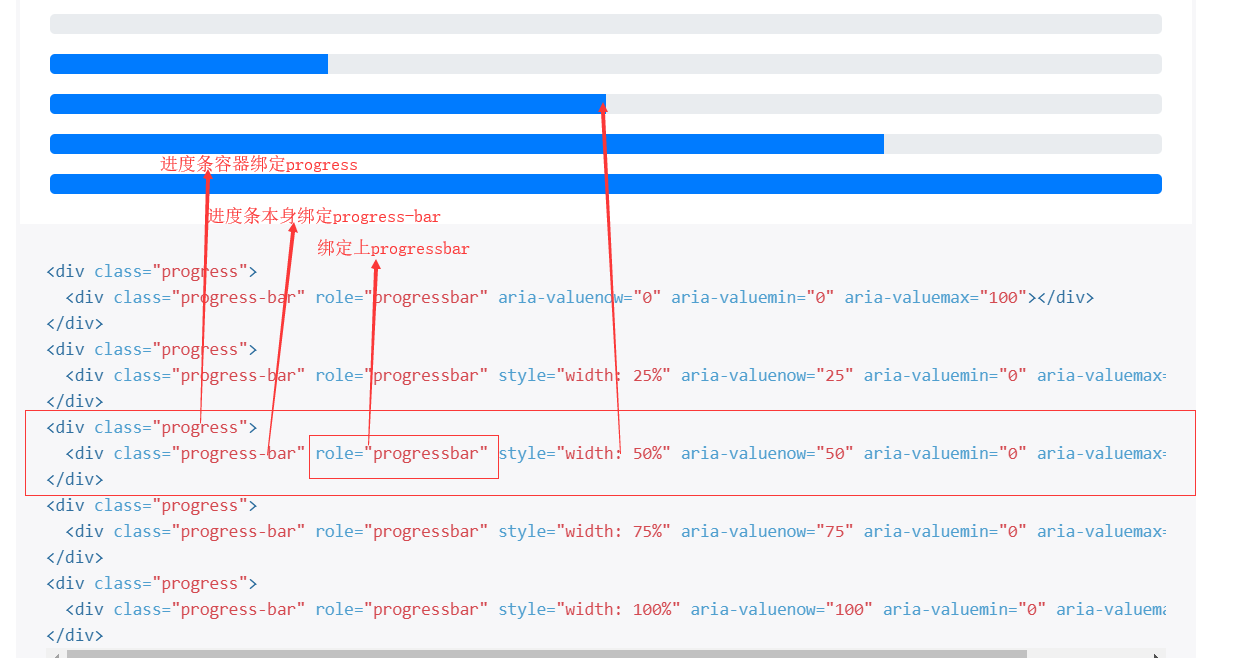 进度条容器绑定progress
进度条本身绑定progress-bar
绑定上progressbar
<div class="progress">
  <div class="progress-bar" role="progressbar" aria-valuenow="0" aria-valuemin="0" aria-valuemax="100"></div>
</div>
<div class="progress">
  <div class="progress-bar" role="progressbar" style="width: 25%" aria-valuenow="25" aria-valuemin="0" aria-valuemax=
</div>
<div class="progress">
  <div class="progress-bar" role="progressbar" style="width: 50%" aria-valuenow="50" aria-valuemin="0" aria-valuemax=
</div>
<div class="progress">
  <div class="progress-bar" role="progressbar" style="width: 75%" aria-valuenow="75" aria-valuemin="0" aria-valuemax=
</div>
<div class="progress">
  <div class="progress-bar" role="progressbar" style="width: 100%" aria-valuenow="100" aria-valuemin="0" aria-valuema
</div>